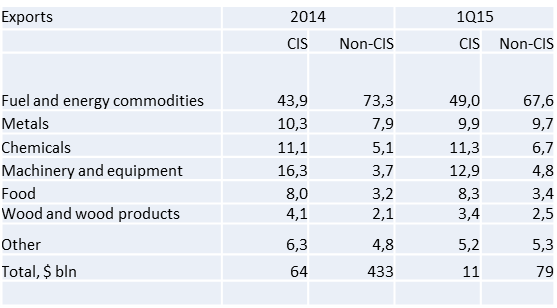 Exports 2014 1Q15
CIS Non-CIS CIS Non-CIS
Fuel and energy commodities 43,9 73,3 49,0 67,6
Metals 10,3 7,9 9,9 9,7
Chemicals 11,1 5,1 11,3 6,7
Machinery and equipment 16,3 3,7 12,9 4,8
Food 8,0 3,2 8,3 3,4
Wood and wood products 4,1 2,1 3,4 2,5
Other 6,3 4,8 5,2 5,3
Total, $ bln 64 433 11 79